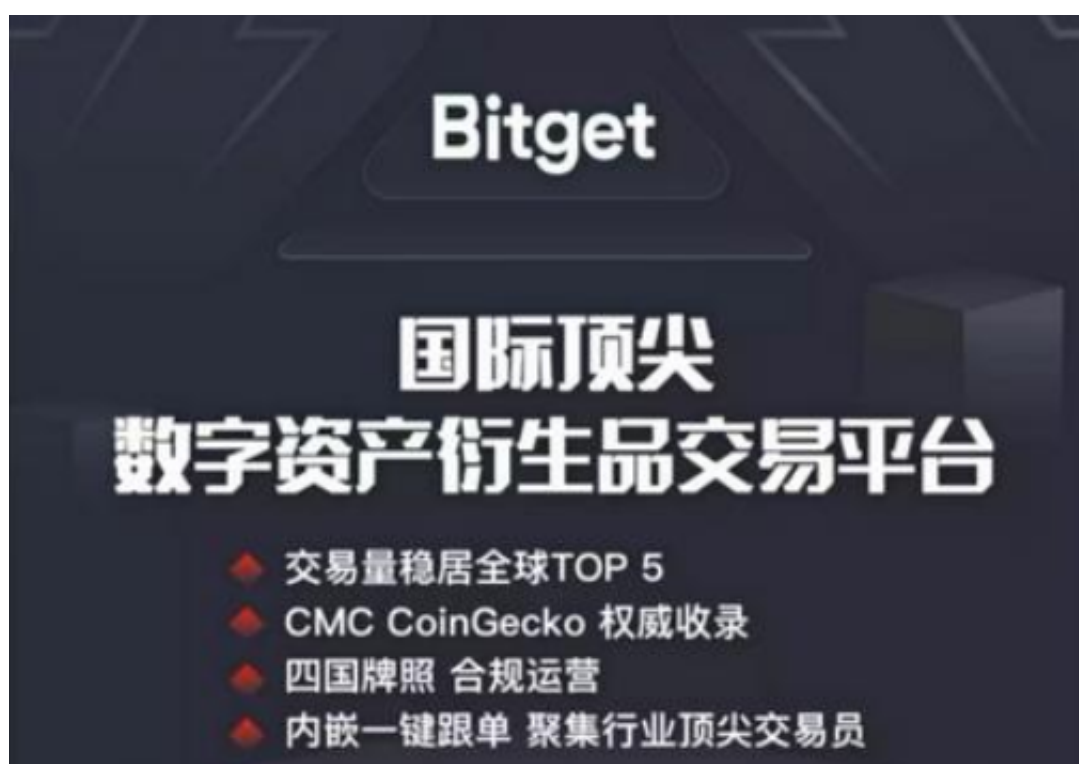 Bitget
国际顶尖
数字资产衍生品交易平台
交易量稳居全球TOP 5
CMC CoinGecko 权威收录
四国牌照 合规运营
内嵌一键跟单 聚集行业顶尖交易员